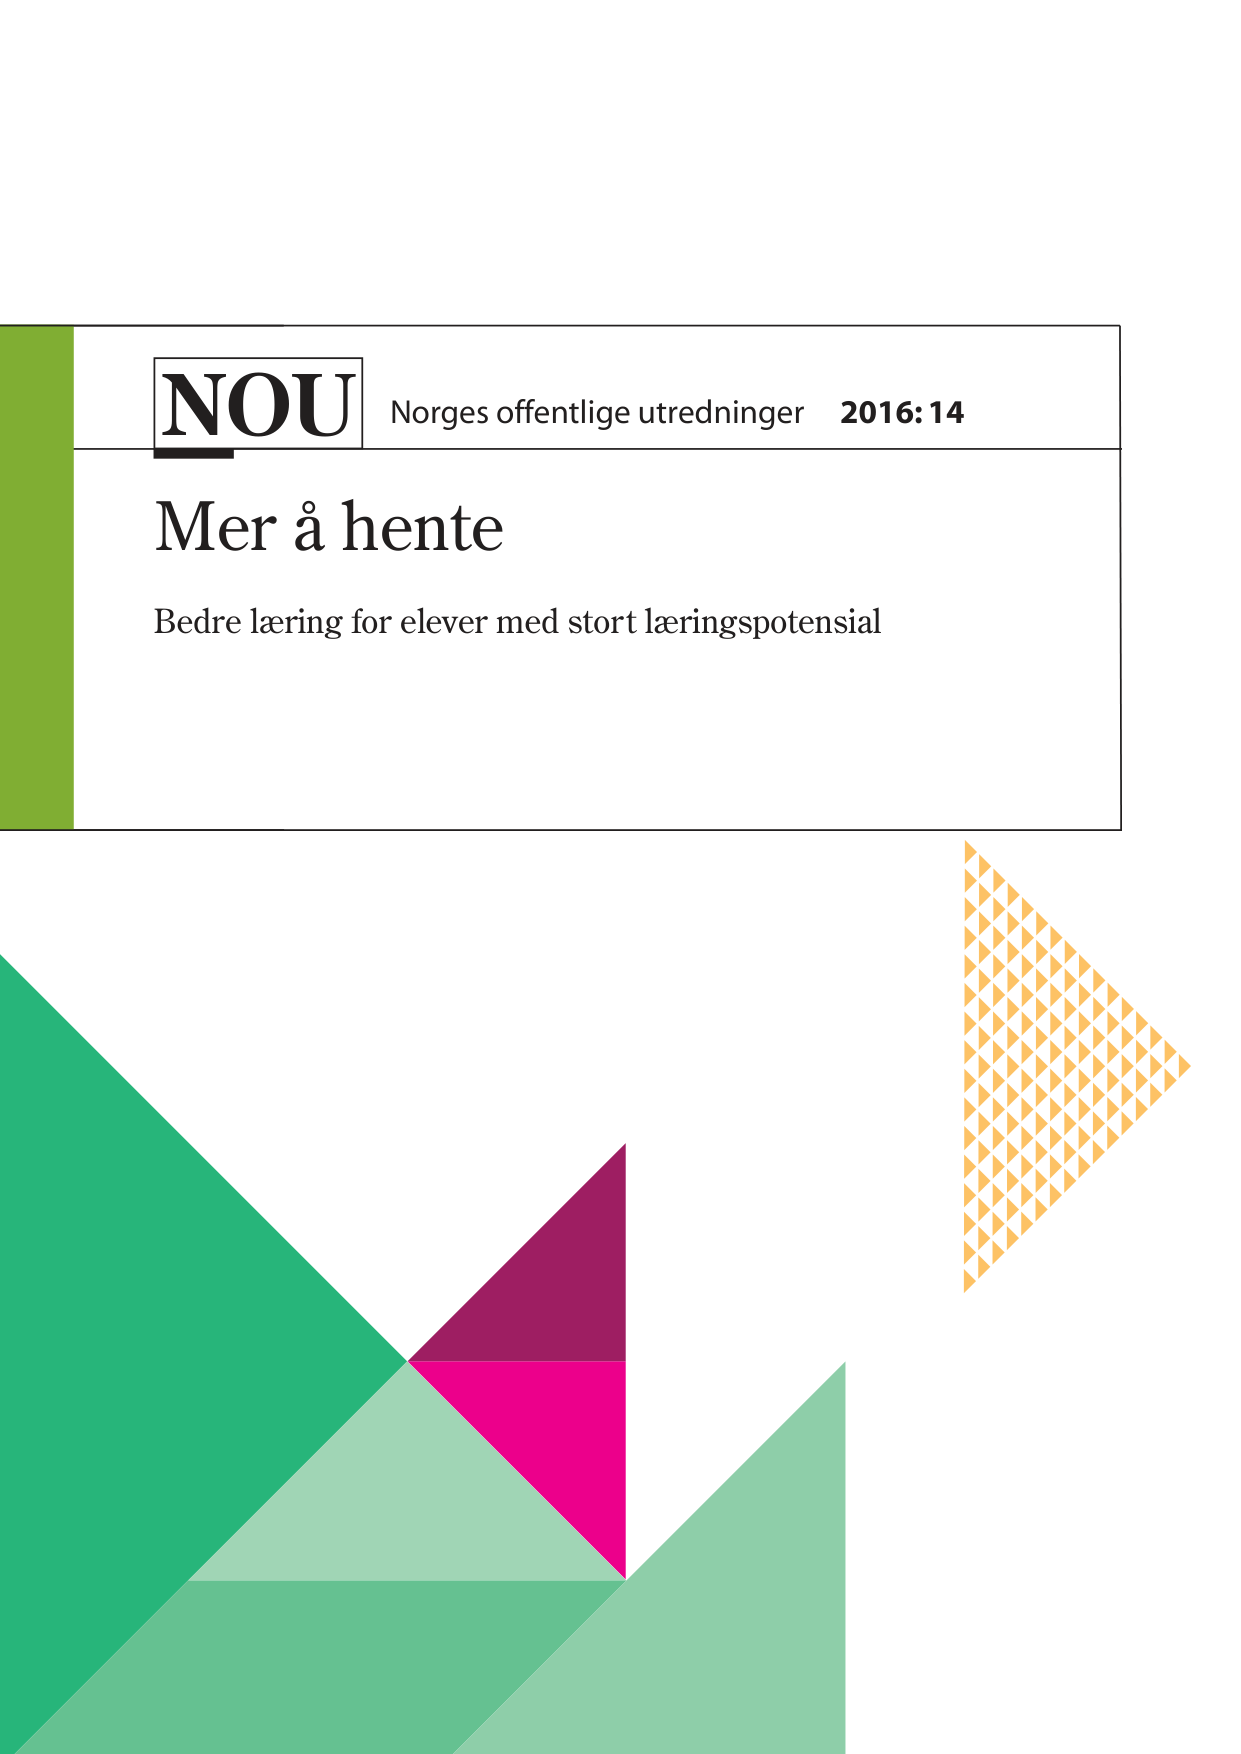 NOU Norges offentlige utredninger 2016: 14
Mer å hente
Bedre læring for elever med stort læringspotensial